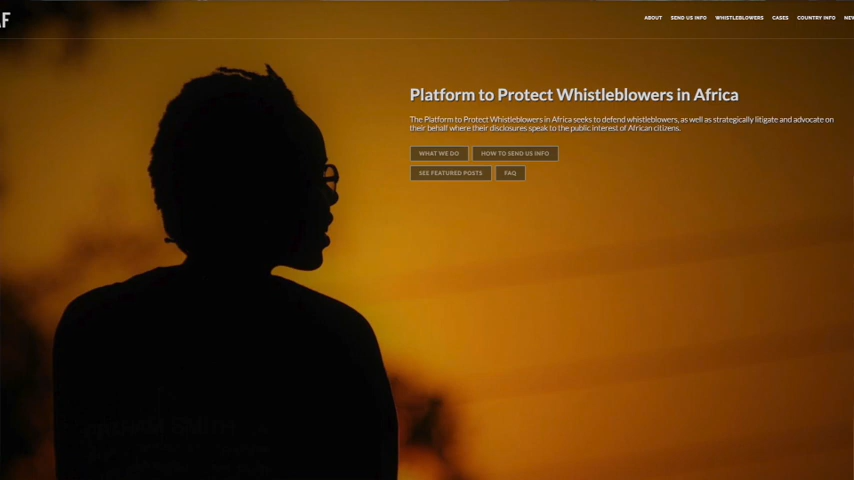 AF
ABOUT SEND US INFO WHISTLEBLOWERS CASES COUNTRY INFO
Platform to Protect Whistleblowers in Africa
The Platform to Protect Whistleblowers in Africa seeks to defend whistleblowers, as well as strategically litigate and advocate on
their behalf where their disclosures speak to the public interest of African citizens.
WHAT WE DO HOW TO SEND US INFO
SEE FEATURED POSTS FAQ